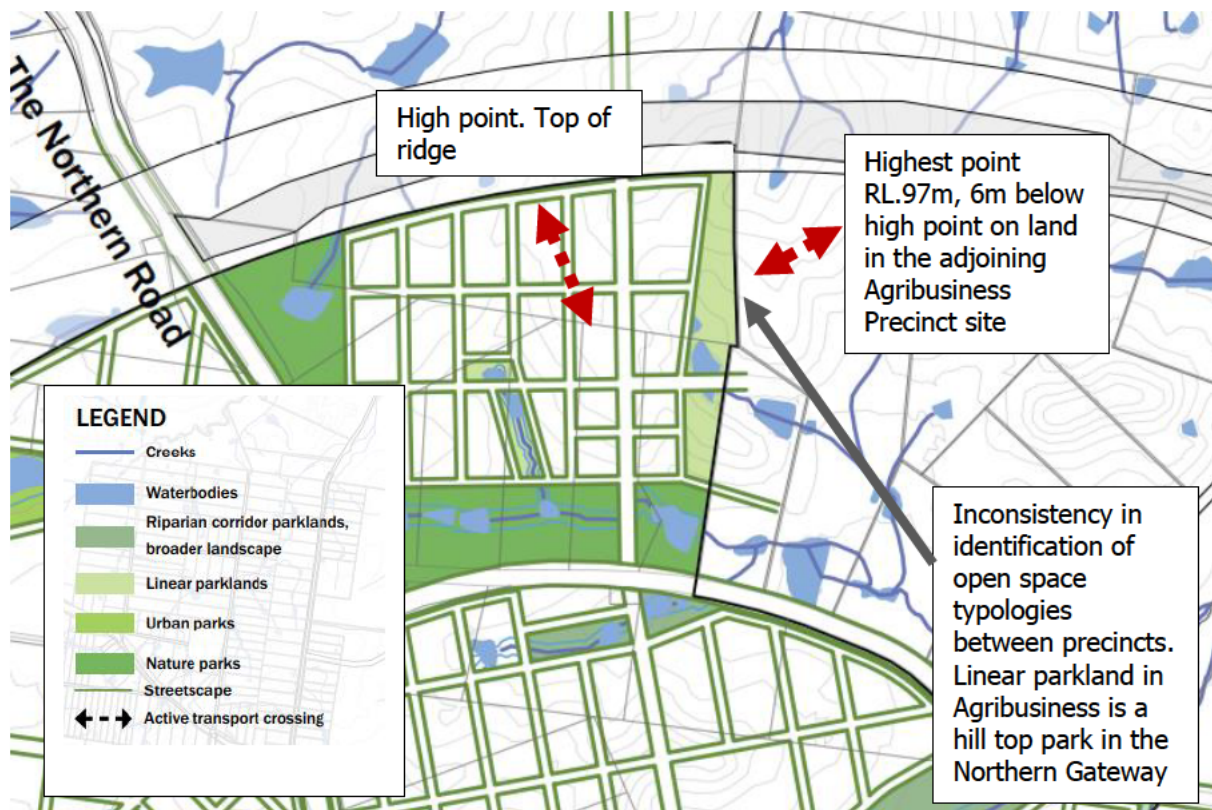 The Northern Road
High point. Top of
ridge
Highest point
RL.97m, 6m below
high point on land
in the adjoining
Agribusiness
Precinct site
LEGEND
Creeks
Waterbodies
Riparian corridor parklands,
broader landscape
Linear parklands
Urban parks
Nature parks
Streetscape
Active transport crossing
Inconsistency in
identification of
open space
typologies
between precincts.
Linear parkland in
Agribusiness is a
hill top park in the
Northern Gateway